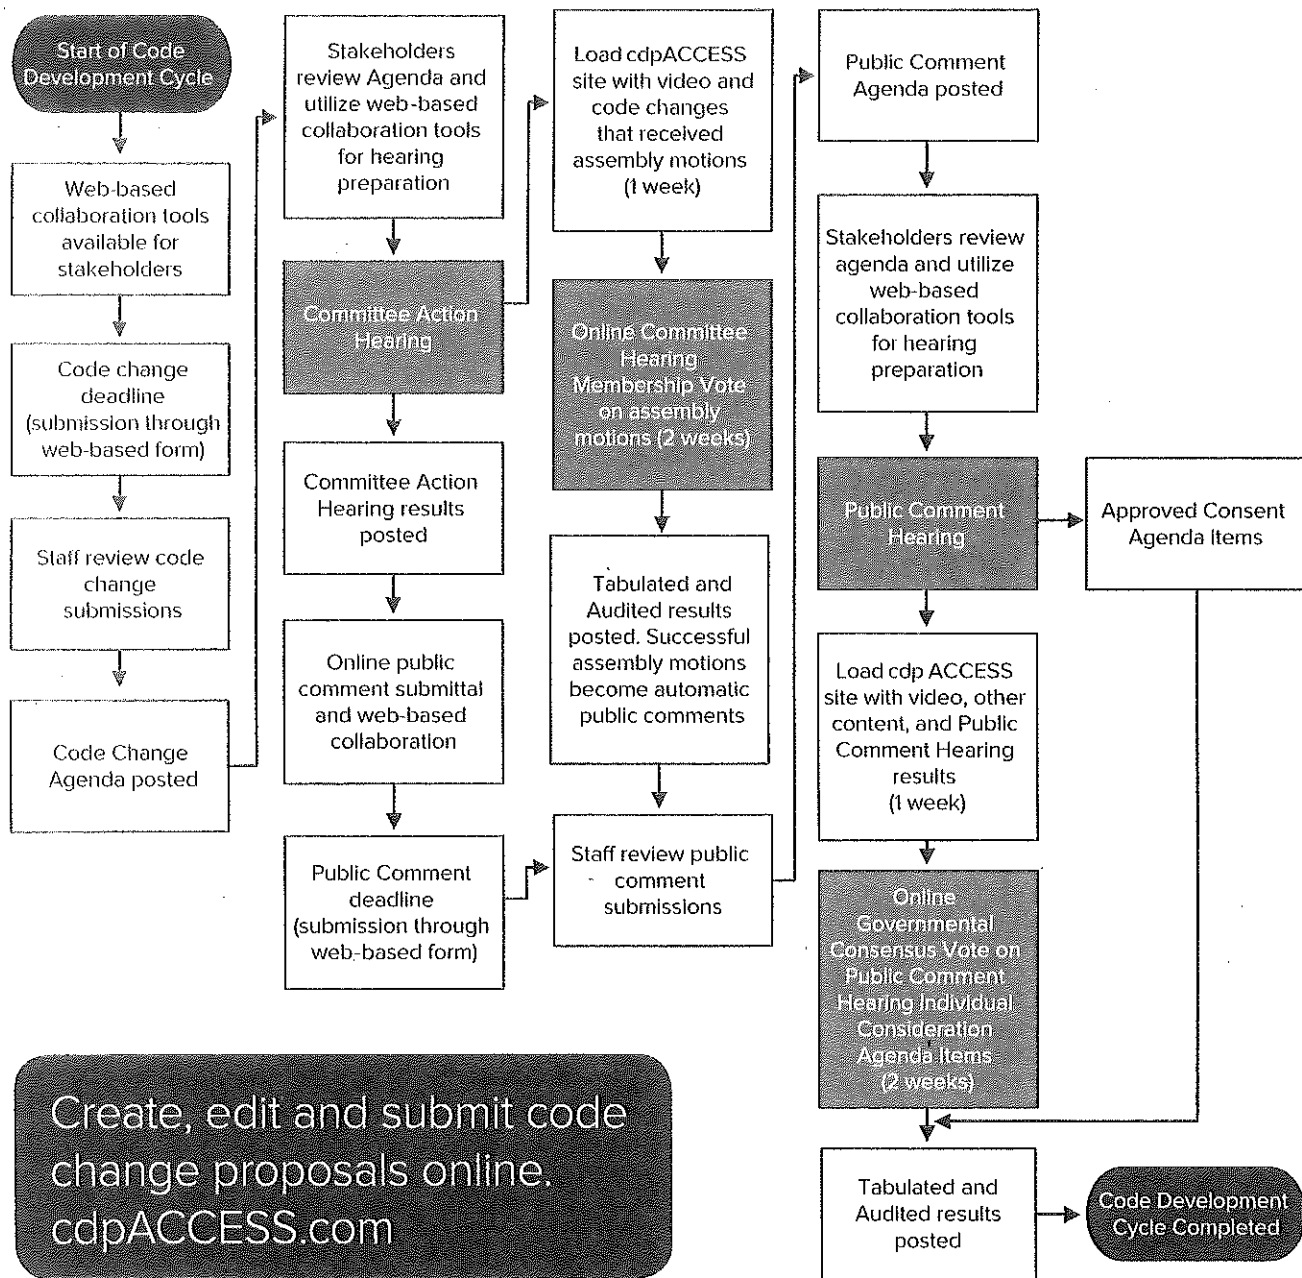 Start of Code
Development Cycle
Web-based
collaboration tools
available for
stakeholders
Code change
deadline
(submission through
web-based form)
Staff review code
change
submissions
Code Change
Agenda posted
Stakeholders
review Agenda and
utilize web-based
collaboration tools
for hearing
preparation
Committee Action
Hearing
Committee Action
Hearing results
posted
Online public
comment submittal
and web-based
collaboration
Public Comment
deadline
(submission through
web-based form)
Load cdpACCESS
site with video and
code changes
that received
assembly motions
(1 week)
Online Committee
Hearing
Membership Vote
on assembly
motions (2 weeks)
Tabulated and
Audited results
posted. Successful
assembly motions
become automatic
public comments
Staff review public
comment
submissions
Public Comment
Agenda posted
Stakeholders review
agenda and utilize
web-based
collaboration tools
for hearing
preparation
Public Comment
Hearing
Approved Consent
Agenda Items
Load cdp ACCESS
site with video, other
content, and Public
Comment Hearing
results
(1 week)
Online
Governmental
Consensus Vote on
Public Comment
Hearing Individual
Consideration
Agenda Items
(2 weeks)
Tabulated and
Audited results
posted
Code Development
Cycle Completed
Create, edit and submit code
change proposals online.
cdpACCESS.com